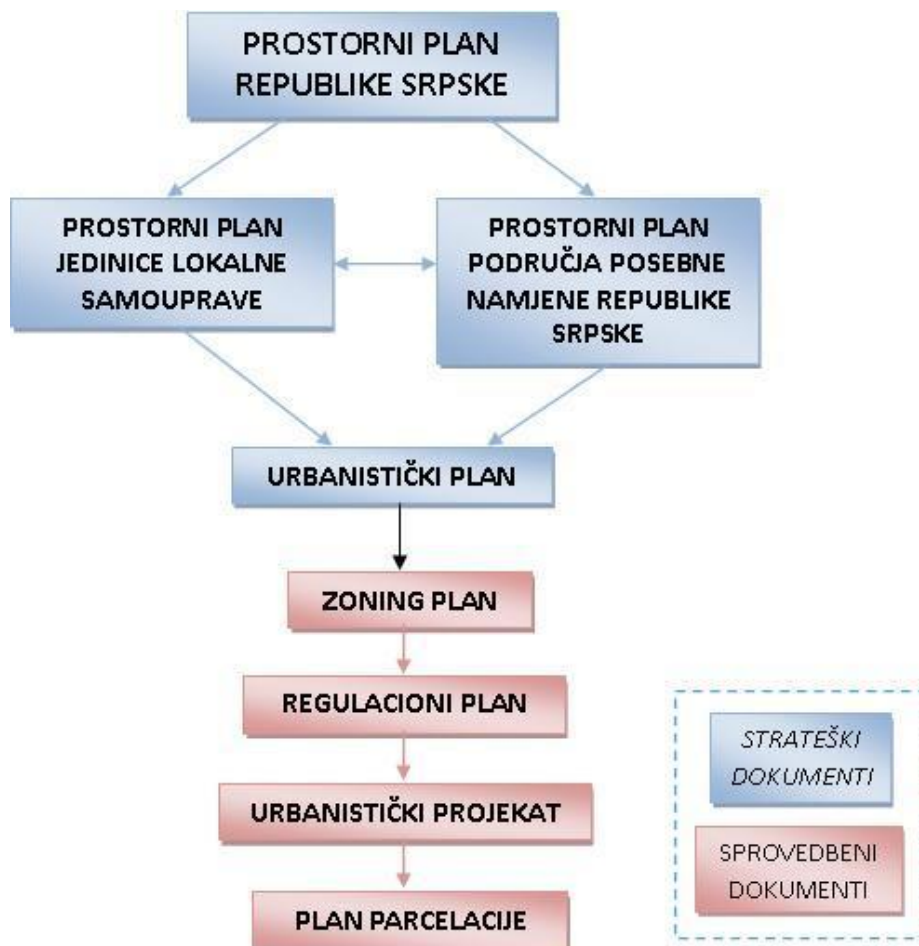 PROSTORNI PLAN
REPUBLIKE SRPSKE
PROSTORNI PLAN
JEDINICE LOKALNE
SAMOUPRAVE
PROSTORNI PLAN
PODRUČJA POSEBNE
NAMJENE REPUBLIKE
SRPSKE
URBANISTIČKI PLAN
ZONING PLAN
REGULACIONI PLAN
URBANISTIČKI PROJEKAT
PLAN PARCELACIJE
STRATEŠKI
DOKUMENTI
SPROVEDBENI
DOKUMENTI